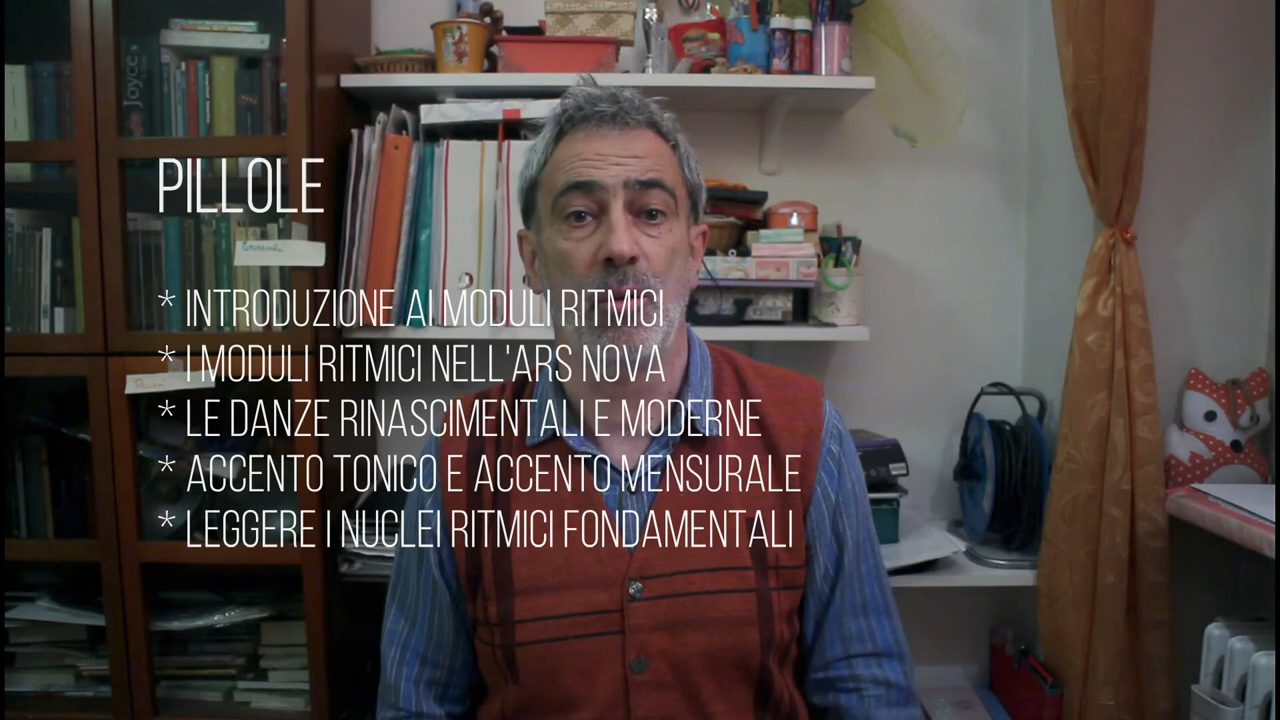 Joyce
PILLOLE
* INTRODUZIONE AI MODULI RITMICI
* I MODULI RITMICI NELL'ARS NOVA
* LE DANZE RINASCIMENTALI E MODERNE
* ACCENTO TONICO E ACCENTO MENSURALE
* LEGGERE I NUCLEI RITMICI FONDAMENTALI